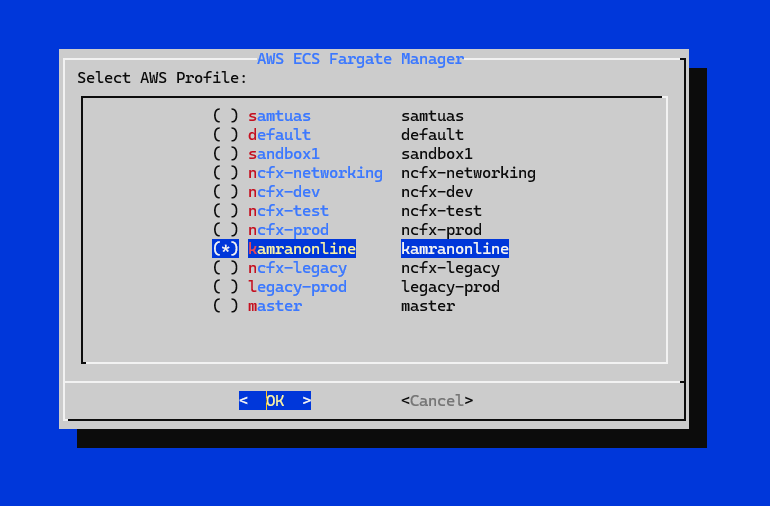 AWS ECS Fargate Manager
Select AWS Profile:
( ) samtuas samtuas
( ) default default
( ) sandbox1 sandbox1
( ) ncfx-networking ncfx-networking
( ) ncfx-dev ncfx-dev
( ) ncfx-test ncfx-test
( ) ncfx-prod ncfx-prod
(*) kamranonline kamranonline
( ) ncfx-legacy ncfx-legacy
( ) legacy-prod legacy-prod
( ) master master
< OK > <Cancel>